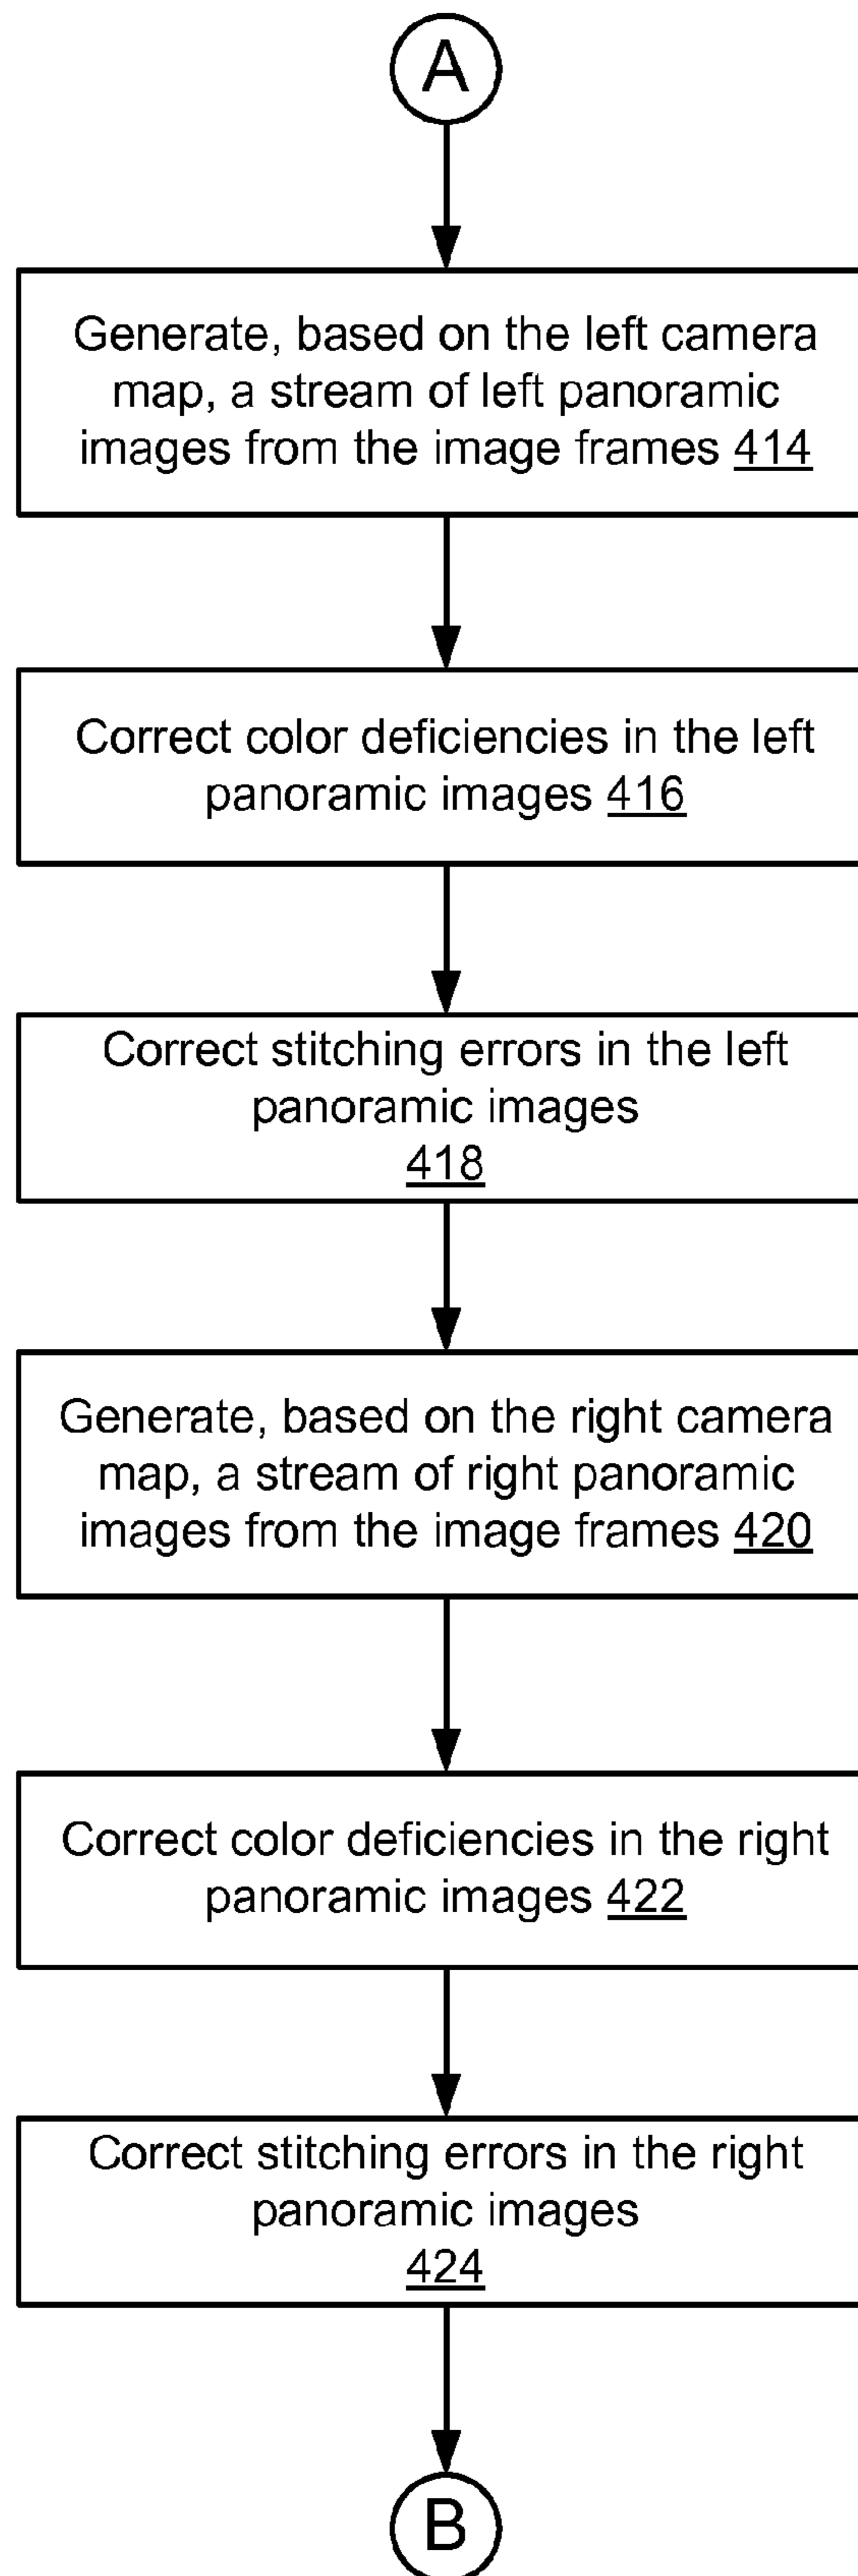 A
Generate, based on the left camera
map, a stream of left panoramic
images from the image frames 414
Correct color deficiencies in the left
panoramic images 416
Correct stitching errors in the left
panoramic images
418
Generate, based on the right camera
map, a stream of right panoramic
images from the image frames 420
Correct color deficiencies in the right
panoramic images 422
Correct stitching errors in the right
panoramic images
424
B